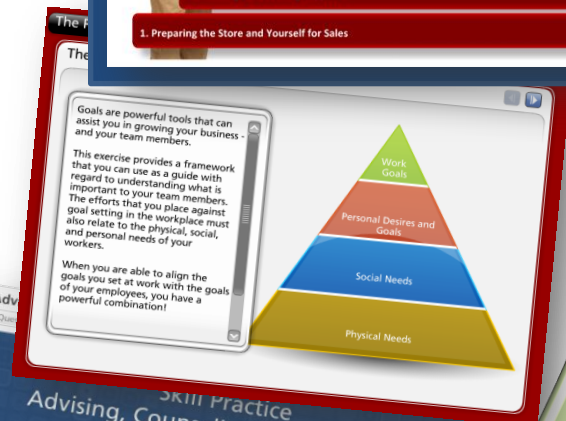 1. Preparing the Store and Yourself for Sales
The
The
Goals are powerful tools that can
assist you in growing your business -
and your team members.
This exercise provides a framework
that you can use as a guide with
regard to understanding what is
important to your team members.
The efforts that you place against
goal setting in the workplace must
also relate to the physical, social,
and personal needs of your
workers.
When you are able to align the
goals you set at work with the goals
of your employees, you have a
powerful combination!
Work
Goals
Personal Desires and
Goals
Social Needs
Physical Needs
Skill Practice
Advising,